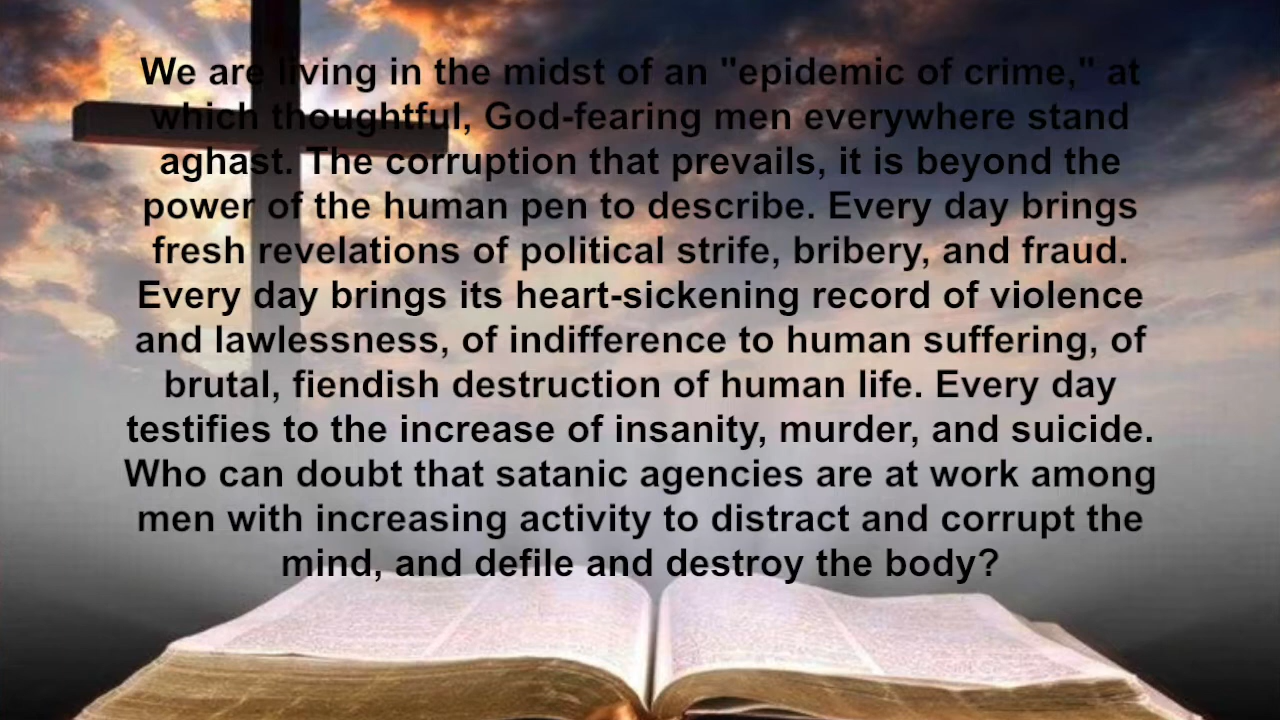 We are living in the midst of an "epidemic of crime," at
which thoughtful, God-fearing men everywhere stand
aghast. The corruption that prevails, it is beyond the
power of the human pen to describe. Every day brings
fresh revelations of political strife, bribery, and fraud.
Every day brings its heart-sickening record of violence
and lawlessness, of indifference to human suffering, of
brutal, fiendish destruction of human life. Every day
testifies to the increase of insanity, murder, and suicide.
Who can doubt that satanic agencies are at work among
men with increasing activity to distract and corrupt the
mind, and defile and destroy the body?